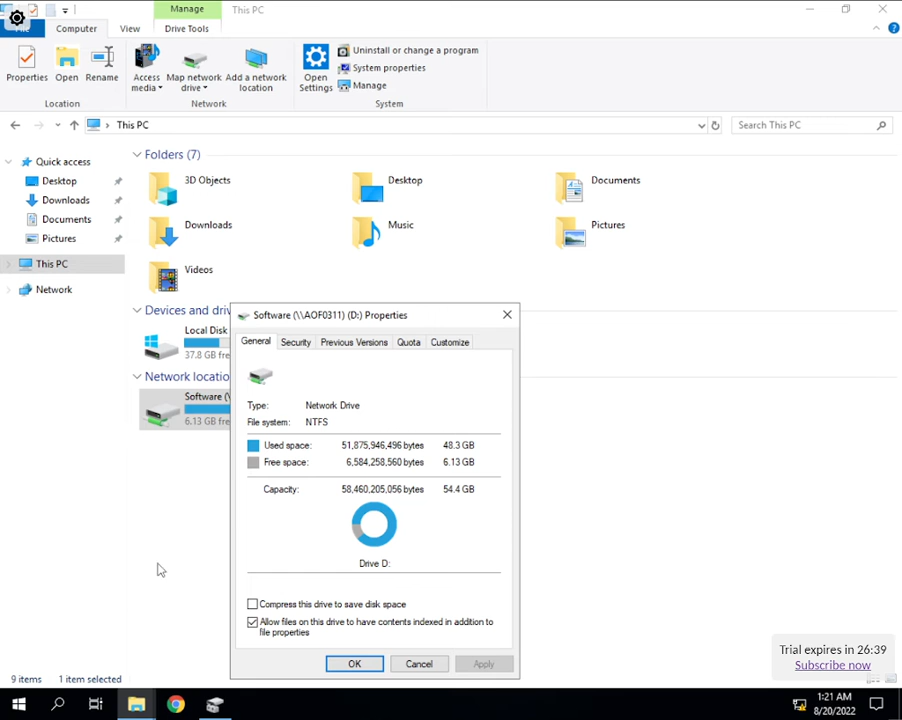 Manage
This PC
File
Computer
View
Drive Tools
Properties
Open
Rename
Access media
Map network drive
Add a network location
Open Settings
Uninstall or change a program
System properties
Manage
Location
Network
System
This PC
Search This PC
Quick access
Desktop
Downloads
Documents
Pictures
This PC
Network
Folders (7)
3D Objects
Desktop
Documents
Downloads
Music
Pictures
Videos
Devices and driv
Local Disk
37.8 GB fre
Network locatio
Software (\
6.13 GB fre
Software (\\AOF0311) (D:) Properties
General
Security
Previous Versions
Quota
Customize
Type: Network Drive
File system: NTFS
Used space: 51,875,946,496 bytes 48.3 GB
Free space: 6,584,258,560 bytes 6.13 GB
Capacity: 58,460,205,056 bytes 54.4 GB
Drive D:
Compress this drive to save disk space
Allow files on this drive to have contents indexed in addition to
file properties
OK
Cancel
Apply
Trial expires in 26:39
Subscribe now
9 items
1 item selected
1:21 AM
8/20/2022